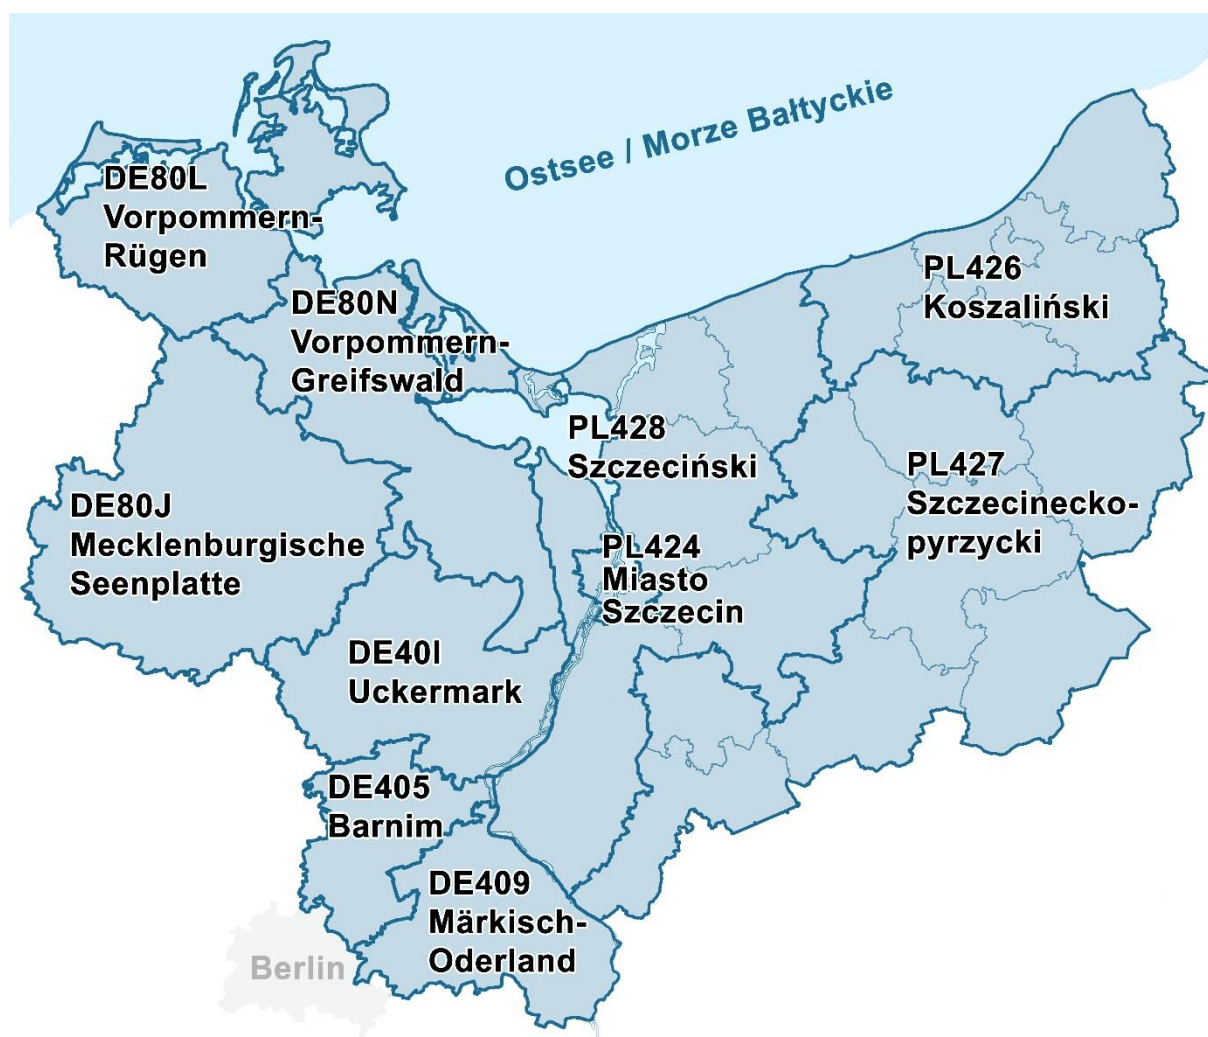 Ostsee / Morze Bałtyckie
DE80L
Vorpommern-
Rügen
DE80N
Vorpommern-
Greifswald
PL426
Koszaliński
PL428
Szczeciński
PL427
Szczecinecko-
pyrzycki
DE80J
Mecklenburgische
Seenplatte
PL424
Miasto
Szczecin
DE40I
Uckermark
DE405
Barnim
DE409
Märkisch-
Oderland
Berlin